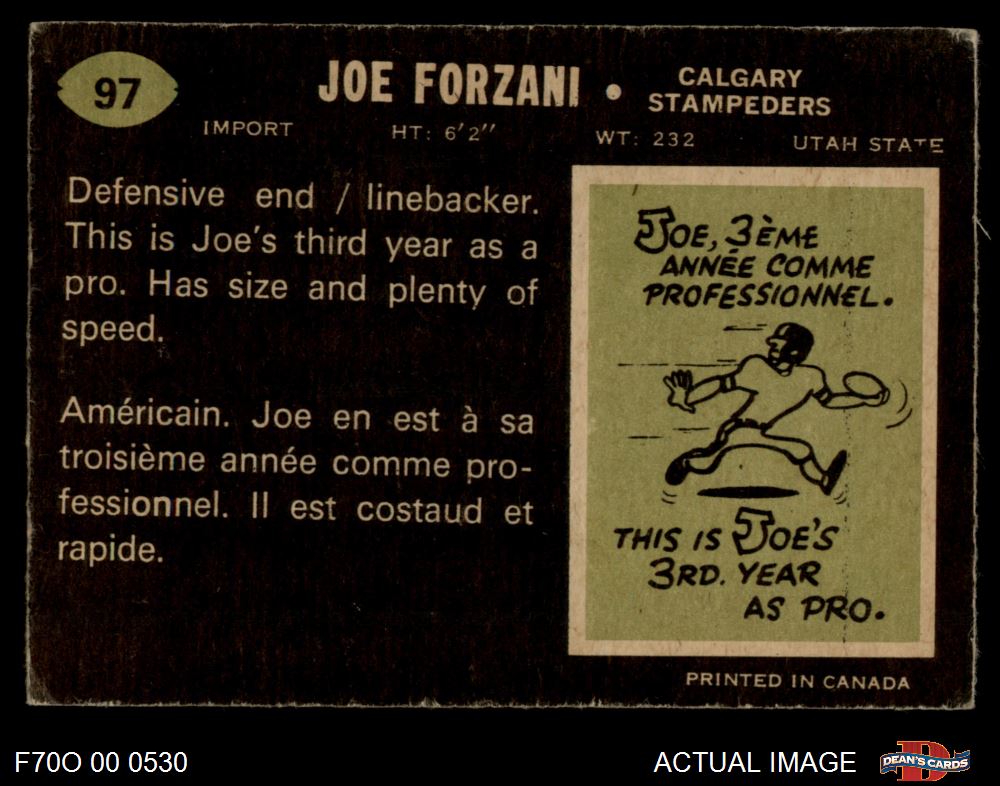 97
JOE FORZANI • CALGARY STAMPEDERS
IMPORT HT: 6'2" WT: 232 UTAH STATE
Defensive end / linebacker.
This is Joe's third year as a
pro. Has size and plenty of
speed.
Américain. Joe en est à sa
troisième année comme pro-
fessionnel. Il est costaud et
rapide.
JOE, 3ÈME
ANNÉE COMME
PROFESSIONNEL.
THIS IS JOE'S
3RD. YEAR
AS PRO.
PRINTED IN CANADA
F70O 00 0530
ACTUAL IMAGE
DEAN'S CARDS